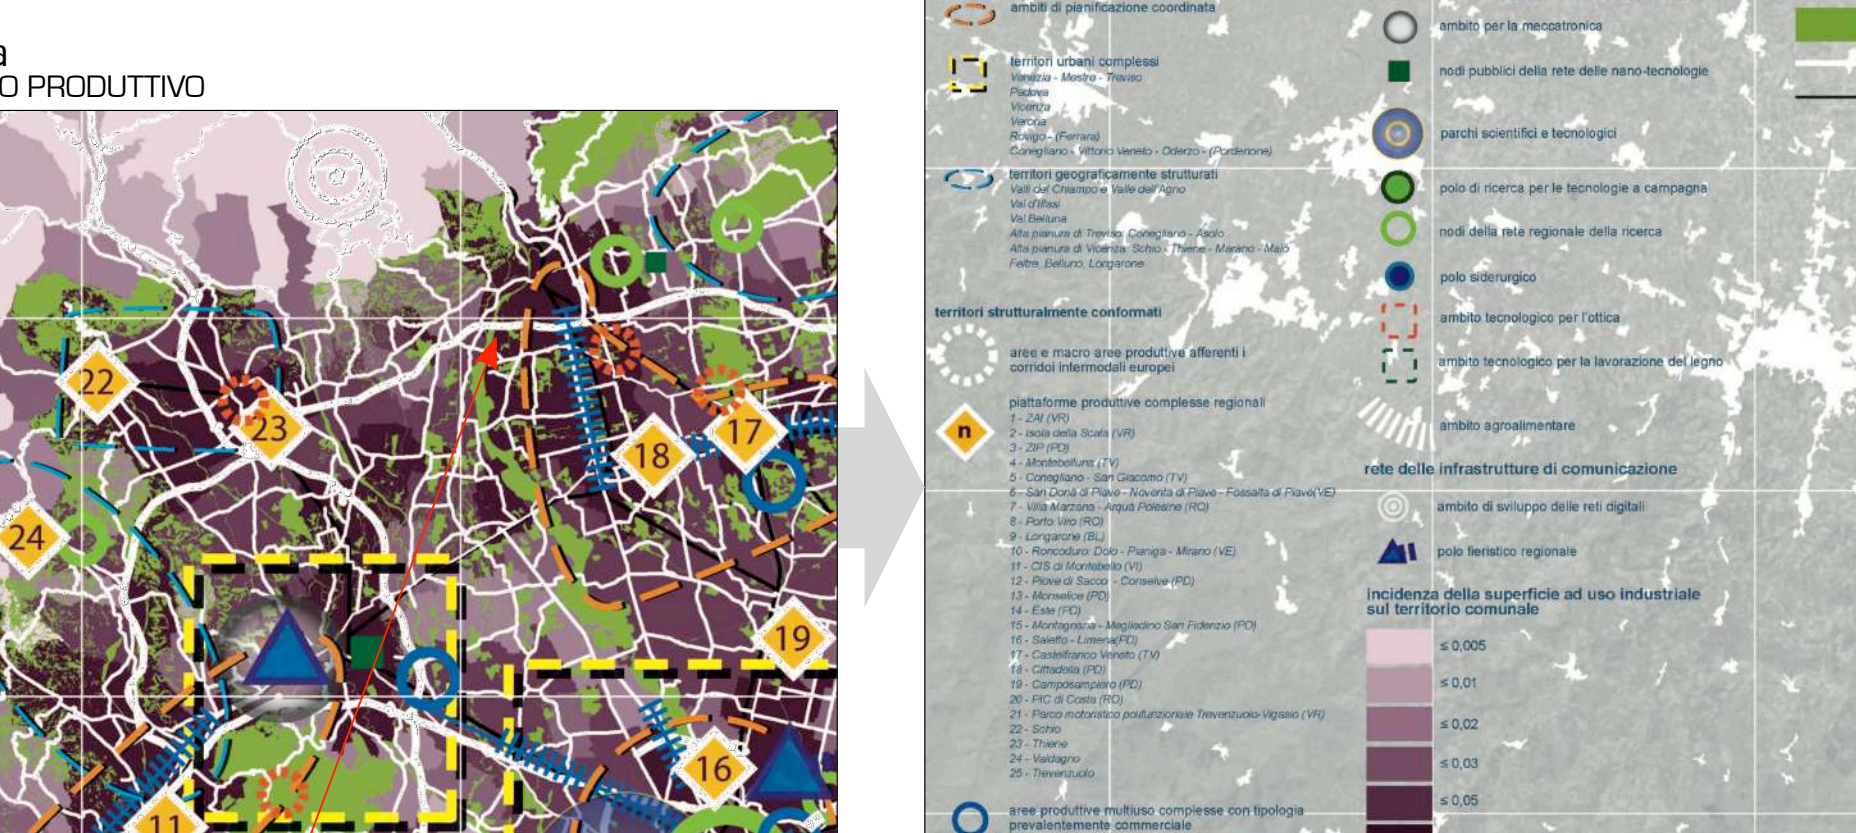 a
O PRODUTTIVO
22
23
24
18
17
19
16
11
ambiti di pianificazione coordinata
territori urbani complessi
Venezia - Mestre - Treviso
Padova
Vicenza
Verona
Rovigo - (Ferrara)
Conegliano - Vittorio Veneto - Oderzo - (Pordenone)
territori geograficamente strutturati
Valli del Chiampo e Valle dell'Agno
Val d'Illasi
Val Belluna
Alta pianura di Treviso: Conegliano - Asolo
Alta pianura di Vicenza: Schio - Thiene - Marano - Malo
Feltre, Belluno, Longarone
territori strutturalmente conformati
aree e macro aree produttive afferenti i
corridoi intermodali europei
n
piattaforme produttive complesse regionali
1 - ZAI (VR)
2 - Isola della Scala (VR)
3 - ZIP (PD)
4 - Montebelluna (TV)
5 - Conegliano - San Giacomo (TV)
6 - San Donà di Piave - Noventa di Piave - Fossalta di Piave(VE)
7 - Villa Marzana - Arquà Polesine (RO)
8 - Porto Viro (RO)
9 - Longarone (BL)
10 - Roncoduro: Dolo - Pianiga - Mirano (VE)
11 - CIS di Montebello (VI)
12 - Piove di Sacco - Conselve (PD)
13 - Monselice (PD)
14 - Este (PD)
15 - Montagnana - Megliadino San Fidenzio (PD)
16 - Saletto - Limena(PD)
17 - Castelfranco Veneto (TV)
18 - Cittadella (PD)
19 - Camposampiero (PD)
20 - PIC di Costa (RO)
21 - Parco motoristico polifunzionale Trevenzuolo-Vigasio (VR)
22 - Schio
23 - Thiene
24 - Valdagno
25 - Trevenzuolo
aree produttive multiuso complesse con tipologia
prevalentemente commerciale
ambito per la meccatronica
nodi pubblici della rete delle nano-tecnologie
parchi scientifici e tecnologici
polo di ricerca per le tecnologie a campagna
nodi della rete regionale della ricerca
polo siderurgico
ambito tecnologico per l'ottica
ambito tecnologico per la lavorazione del legno
ambito agroalimentare
rete delle infrastrutture di comunicazione
ambito di sviluppo delle reti digitali
polo fieristico regionale
incidenza della superficie ad uso industriale
sul territorio comunale
≤ 0,005
≤ 0,01
≤ 0,02
≤ 0,03
≤ 0,05